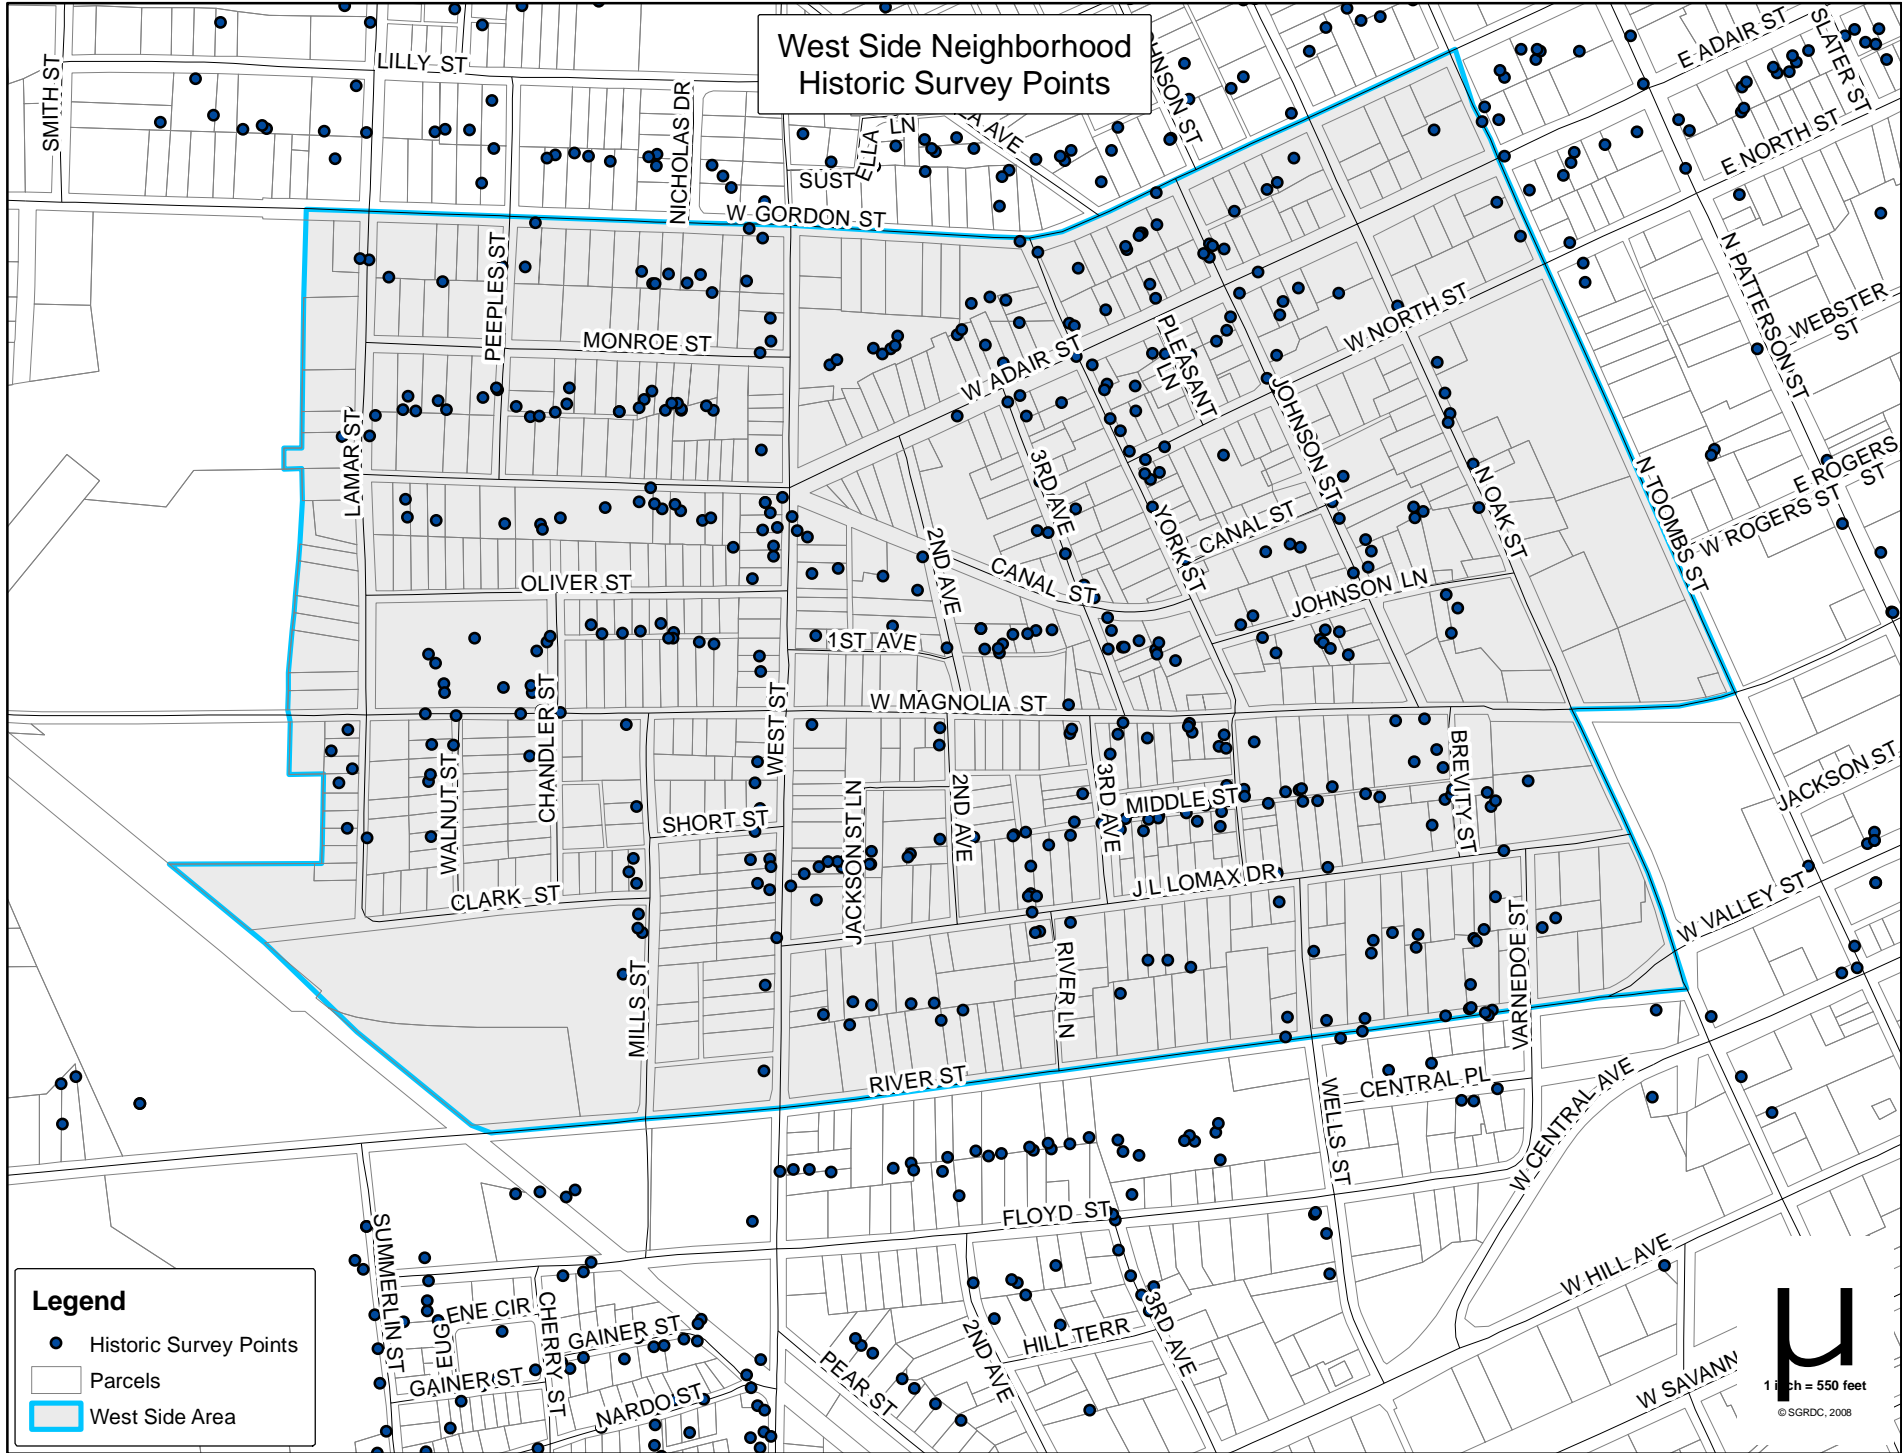 West Side Neighborhood
Historic Survey Points
SMITH ST
LILLY ST
NICHOLAS DR
ELLA
LN
AVE
SUST
W GORDON ST
E ADAIR ST
SLATER ST
E NORTH ST
PEEPLES ST
MONROE ST
LAMAR ST
W ADAIR ST
PLEASANT
LN
W NORTH ST
N PATTERSON ST
WEBSTER
ST
JOHNSON ST
3RD AVE
YORK ST
CANAL ST
N OAK ST
N TOOMBS ST
E ROGERS
ST
W ROGERS ST
OLIVER ST
2ND AVE
CANAL ST
JOHNSON LN
1ST AVE
W MAGNOLIA ST
WEST ST
CHANDLER ST
WALNUT ST
SHORT ST
JACKSON ST LN
2ND AVE
3RD AVE
MIDDLE ST
BREVITY ST
JACKSON ST
CLARK ST
J L LOMAX DR
W VALLEY ST
MILLS ST
RIVER LN
VARNEDOE ST
RIVER ST
CENTRAL PL
WELLS ST
W CENTRAL AVE
FLOYD ST
SUMMERLIN ST
EUG
ENE CIR
CHERRY ST
GAINER ST
GAINER ST
NARDO ST
PEAR ST
2ND AVE
HILL TERR
3RD AVE
W HILL AVE
W SAVANN
Legend
Historic Survey Points
Parcels
West Side Area
µ
1 inch = 550 feet
© SGRDC, 2008